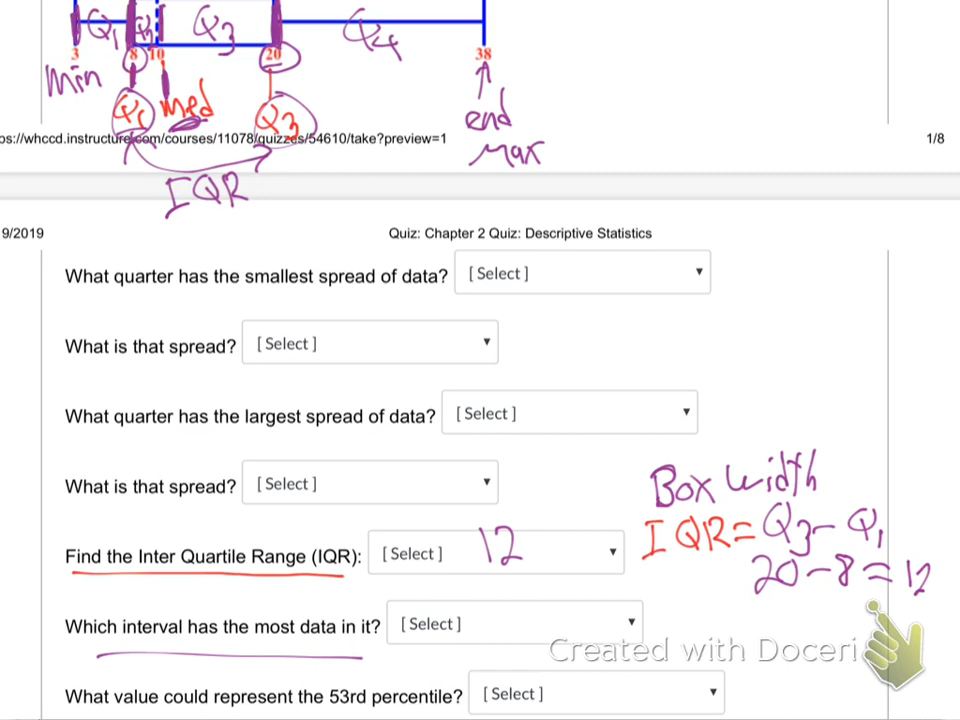 Q1 Q2 Q3 Q4
3 8 10 20 38
Min Q1 med Q3 end
Max
ps://whccd.instructure.com/courses/11078/quizzes/54610/take?preview=1 1/8
IQR
9/2019 Quiz: Chapter 2 Quiz: Descriptive Statistics
What quarter has the smallest spread of data? [ Select ]
What is that spread? [ Select ]
What quarter has the largest spread of data? [ Select ]
What is that spread? [ Select ]
Box width
IQR = Q3 - Q1
Find the Inter Quartile Range (IQR): [ Select ] 12
20 - 8 = 12
Which interval has the most data in it? [ Select ]
Created with Doceri
What value could represent the 53rd percentile? [ Select ]